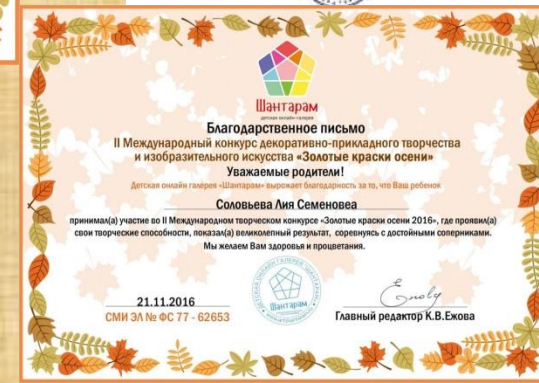 Шантарам
детская онлайн-галерея
Благодарственное письмо
II Международный конкурс декоративно-прикладного творчества
и изобразительного искусства «Золотые краски осени»
Уважаемые родители!
Детская онлайн галерея «Шантарам» выражает благодарность за то, что Ваш ребенок
Соловьева Лия Семеновеа
принимал(а) участие во II Международном творческом конкурсе «Золотые краски осени 2016», где проявил(а)
свои творческие способности, показал(а) великолепный результат, соревнуясь с достойными соперниками.
Мы желаем Вам здоровья и процветания.
Шантарам
21.11.2016
СМИ ЭЛ № ФС 77 - 62653
Главный редактор К.В.Ежова